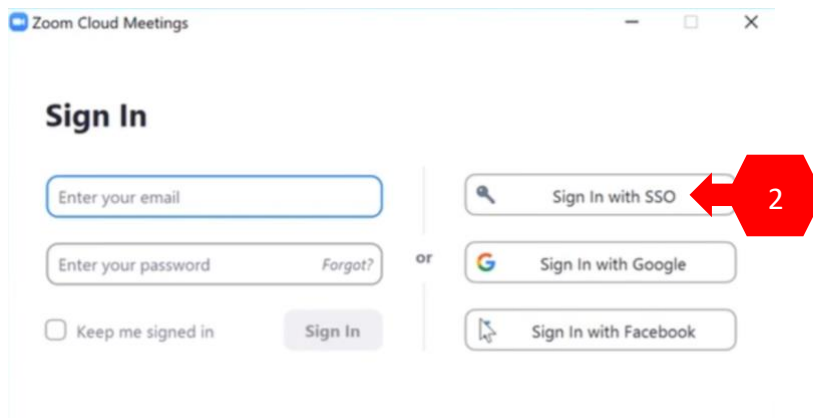 Zoom Cloud Meetings
Sign In
Enter your email
Enter your password Forgot?
Keep me signed in Sign In
or
Sign In with SSO
2
Sign In with Google
Sign In with Facebook